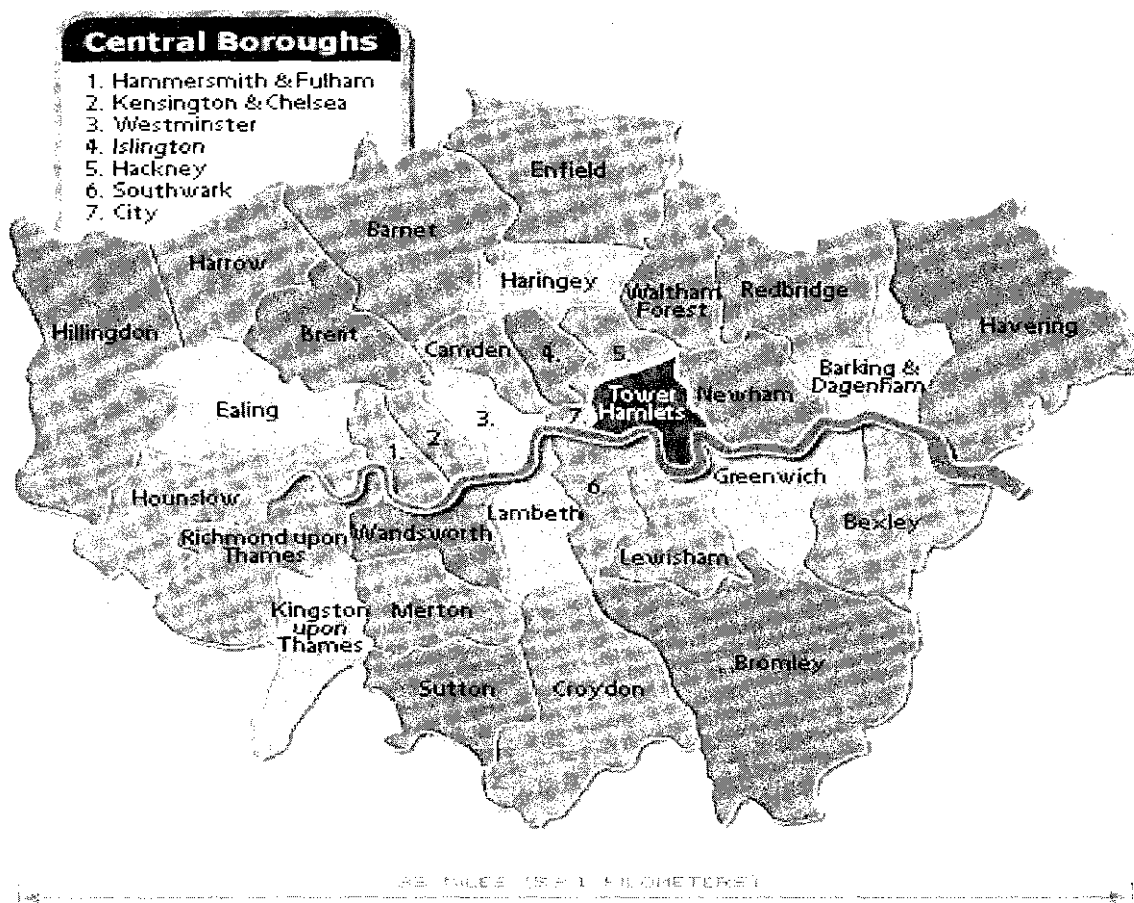 Central Boroughs
1. Hammersmith & Fulham
2. Kensington & Chelsea
3. Westminster
4. Islington
5. Hackney
6. Southwark
7. City
Enfield
Barnet
Harrow
Haringey
Waltham
Forest
Redbridge
Hillingdon
Brent
Havering
Camden
4.
5.
Barking &
Dagenham
Tower
Hamlets
Newham
Ealing
3.
7.
2.
1.
Greenwich
6.
Hounslow
Lambeth
Bexley
Richmond upon
Thames
Wandsworth
Lewisham
Kingston
upon
Thames
Merton
Bromley
Sutton
Croydon
MILES KILOMETERS)